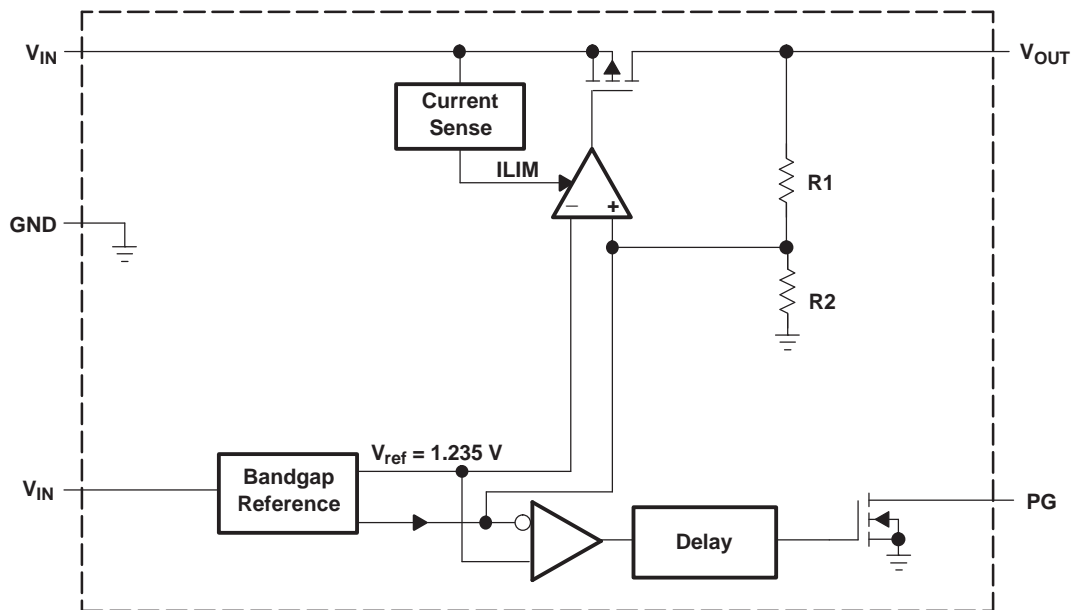 VIN
VOUT
Current
Sense
ILIM
R1
− +
GND
R2
Vref = 1.235 V
Bandgap
Reference
VIN
PG
Delay